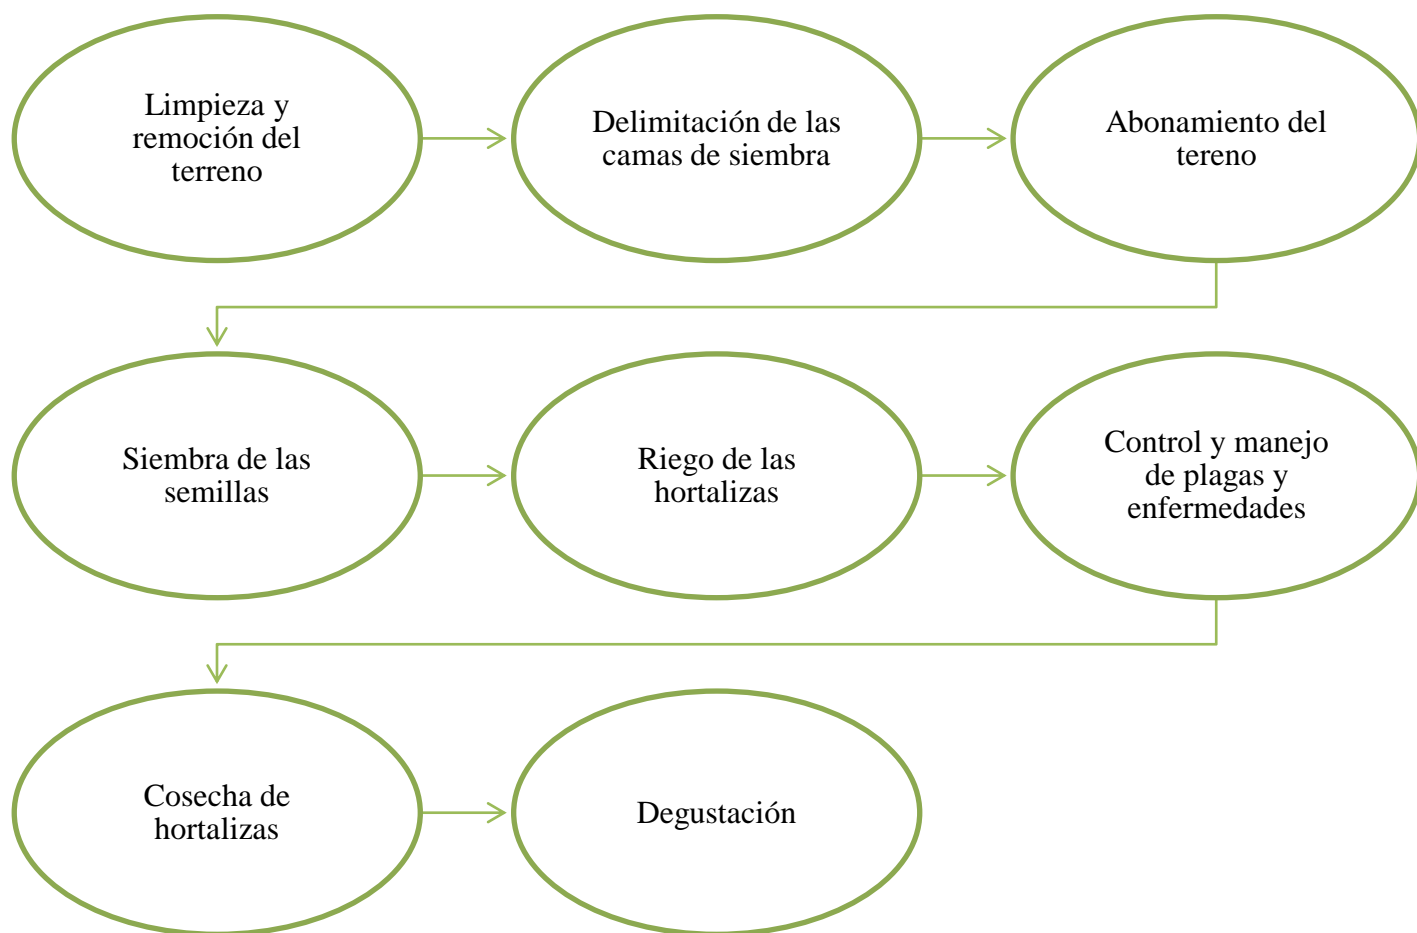 Limpieza y
remoción del
terreno
Delimitación de las
camas de siembra
Abonamiento del
tereno
Siembra de las
semillas
Riego de las
hortalizas
Control y manejo
de plagas y
enfermedades
Cosecha de
hortalizas
Degustación